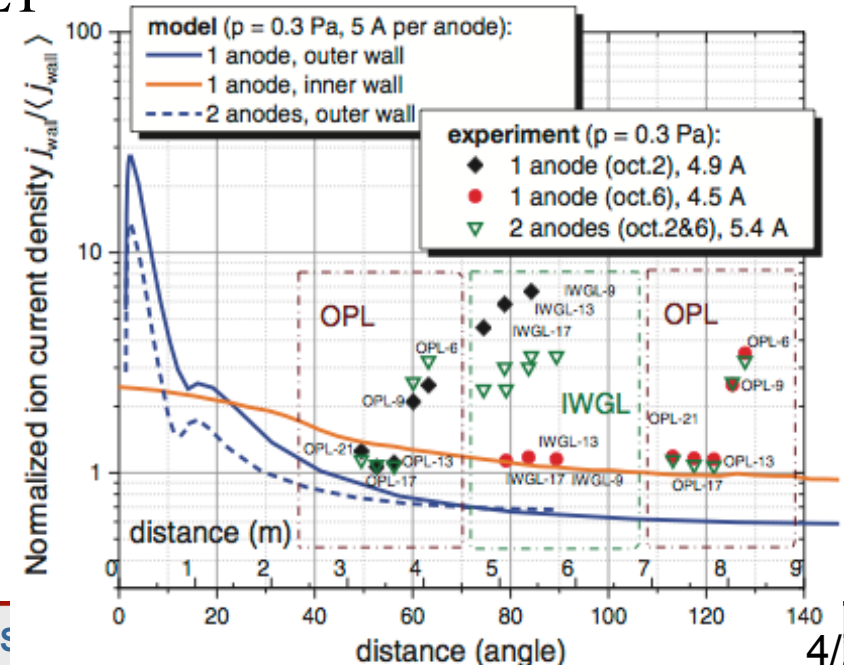 model (p = 0.3 Pa, 5 A per anode):
1 anode, outer wall
1 anode, inner wall
2 anodes, outer wall
experiment (p = 0.3 Pa):
1 anode (oct.2), 4.9 A
1 anode (oct.6), 4.5 A
2 anodes (oct.2&6), 5.4 A
Normalized ion current density j_wall/⟨j_wall⟩
100
10
1
OPL
OPL-6
OPL-9
OPL-21
OPL-13
OPL-17
IWGL-9
IWGL-13
IWGL-17
IWGL
IWGL-13
IWGL-17
IWGL-9
OPL
OPL-6
OPL-9
OPL-21
OPL-13
OPL-17
distance (m)
0 1 2 3 4 5 6 7 8 9
0 20 40 60 80 100 120 140
distance (angle)
4/